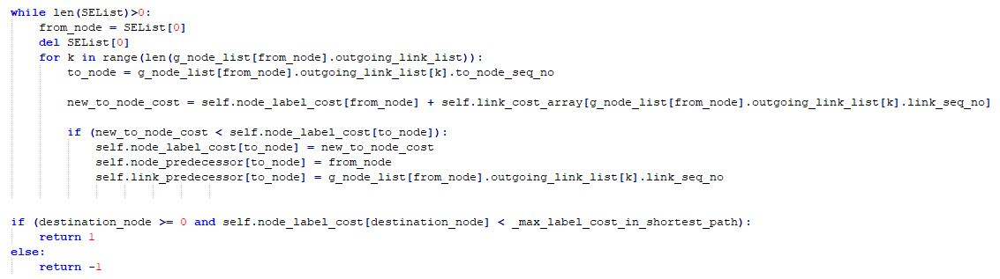 while len(SEList)>0:
    from_node = SEList[0]
    del SEList[0]
    for k in range(len(g_node_list[from_node].outgoing_link_list)):
        to_node = g_node_list[from_node].outgoing_link_list[k].to_node_seq_no

        new_to_node_cost = self.node_label_cost[from_node] + self.link_cost_array[g_node_list[from_node].outgoing_link_list[k].link_seq_no]

        if (new_to_node_cost < self.node_label_cost[to_node]):
            self.node_label_cost[to_node] = new_to_node_cost
            self.node_predecessor[to_node] = from_node
            self.link_predecessor[to_node] = g_node_list[from_node].outgoing_link_list[k].link_seq_no

if (destination_node >= 0 and self.node_label_cost[destination_node] < _max_label_cost_in_shortest_path):
    return 1
else:
    return -1